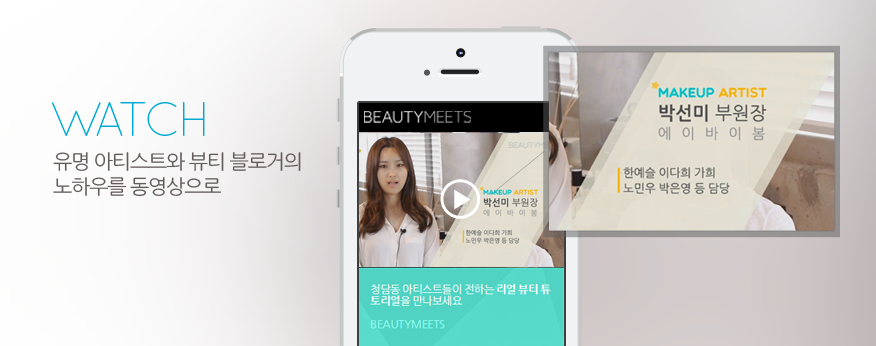 WATCH
유명 아티스트와 뷰티 블로거의
노하우를 동영상으로
BEAUTYMEETS
BEAUTYMEETS
MAKEUP ARTIST
박선미 부원장
에이바이봄
한예슬 이다희 가희
노민우 박은영 등 담당
청담동 아티스트들이 전하는 리얼 뷰티 튜
토리얼을 만나보세요
BEAUTYMEETS
MAKEUP ARTIST
박선미 부원장
에이바이봄
한예슬 이다희 가희
노민우 박은영 등 담당